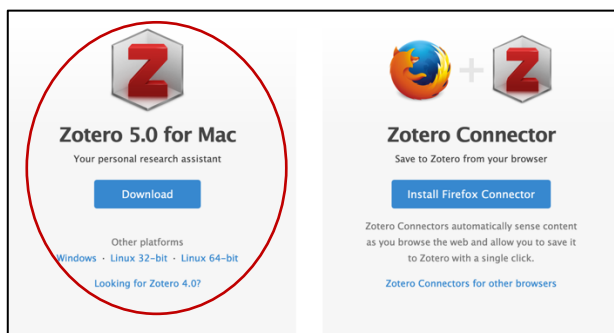 Z
Zotero 5.0 for Mac
Your personal research assistant
Download
Other platforms
Windows · Linux 32-bit · Linux 64-bit
Looking for Zotero 4.0?
+ Z
Zotero Connector
Save to Zotero from your browser
Install Firefox Connector
Zotero Connectors automatically sense content
as you browse the web and allow you to save it
to Zotero with a single click.
Zotero Connectors for other browsers